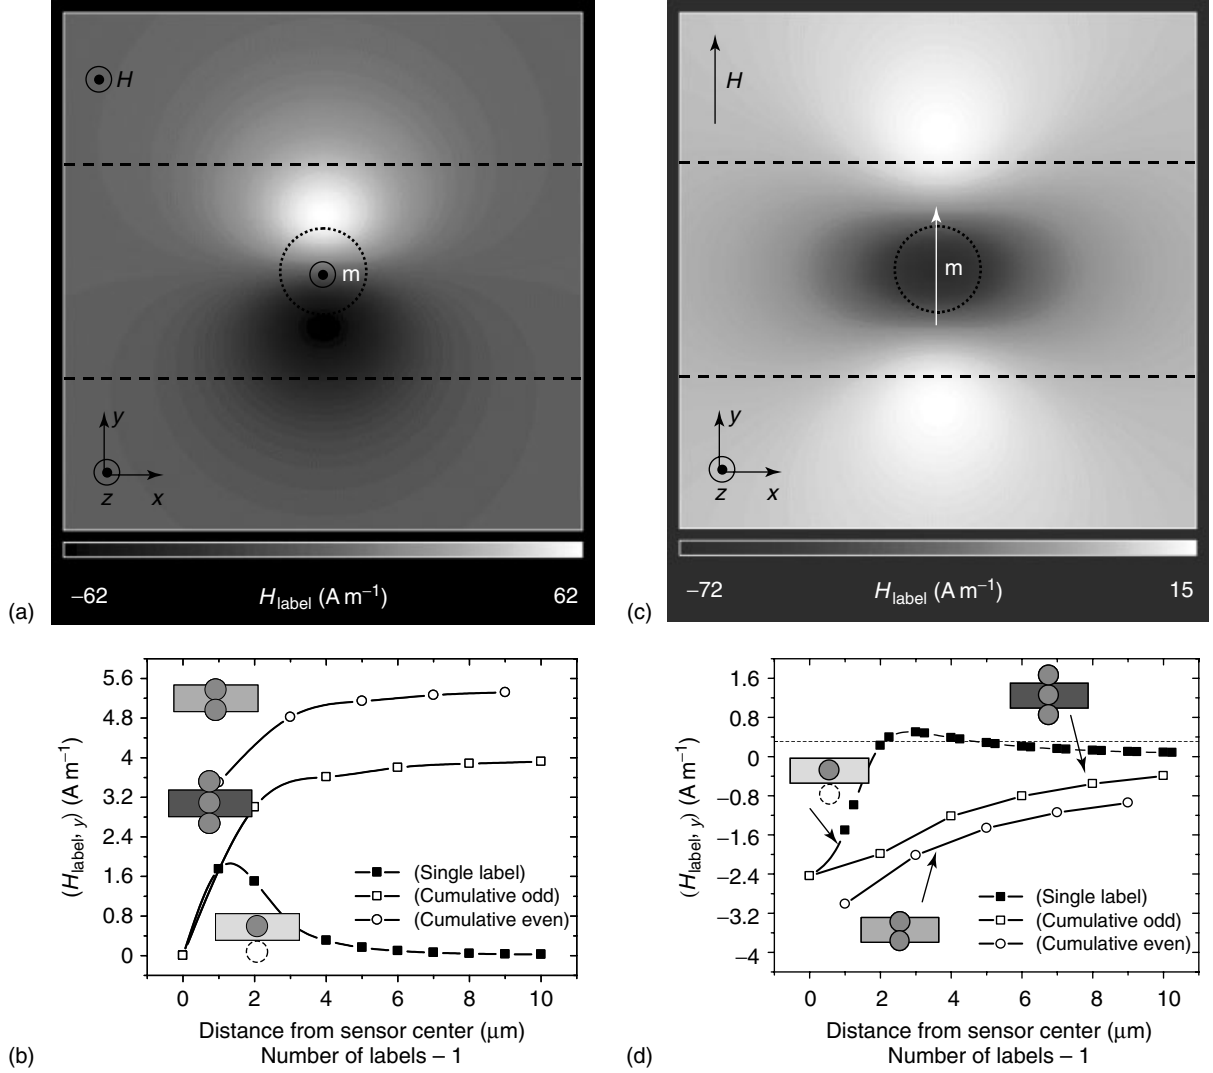 H
m
y
z
x
−62
H_label (A m⁻¹)
62
(a)
H
m
y
z
x
−72
H_label (A m⁻¹)
15
(c)
5.6
4.8
4
3.2
2.4
1.6
0.8
0
⟨H_label, y⟩ (A m⁻¹)
(Single label)
(Cumulative odd)
(Cumulative even)
0 2 4 6 8 10
Distance from sensor center (μm)
Number of labels – 1
(b)
1.6
0.8
0
−0.8
−1.6
−2.4
−3.2
−4
⟨H_label, y⟩ (A m⁻¹)
(Single label)
(Cumulative odd)
(Cumulative even)
0 2 4 6 8 10
Distance from sensor center (μm)
Number of labels – 1
(d)